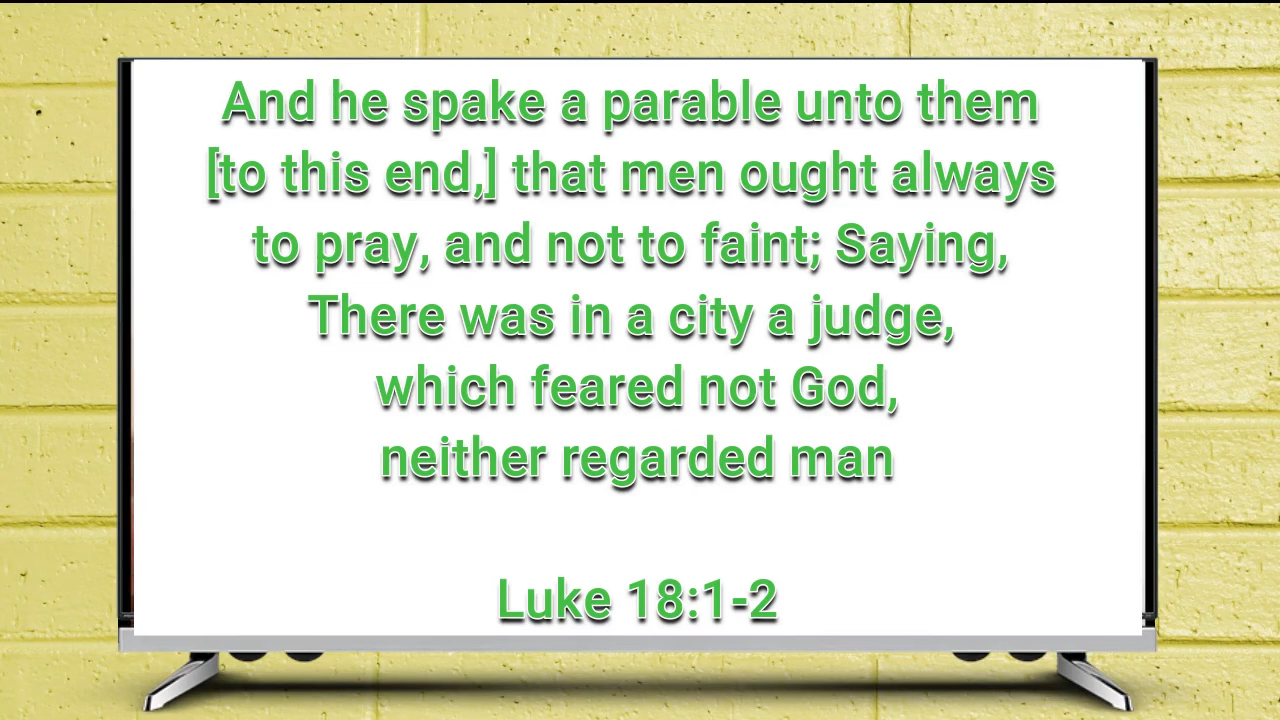 And he spake a parable unto them
[to this end,] that men ought always
to pray, and not to faint; Saying,
There was in a city a judge,
which feared not God,
neither regarded man
Luke 18:1-2